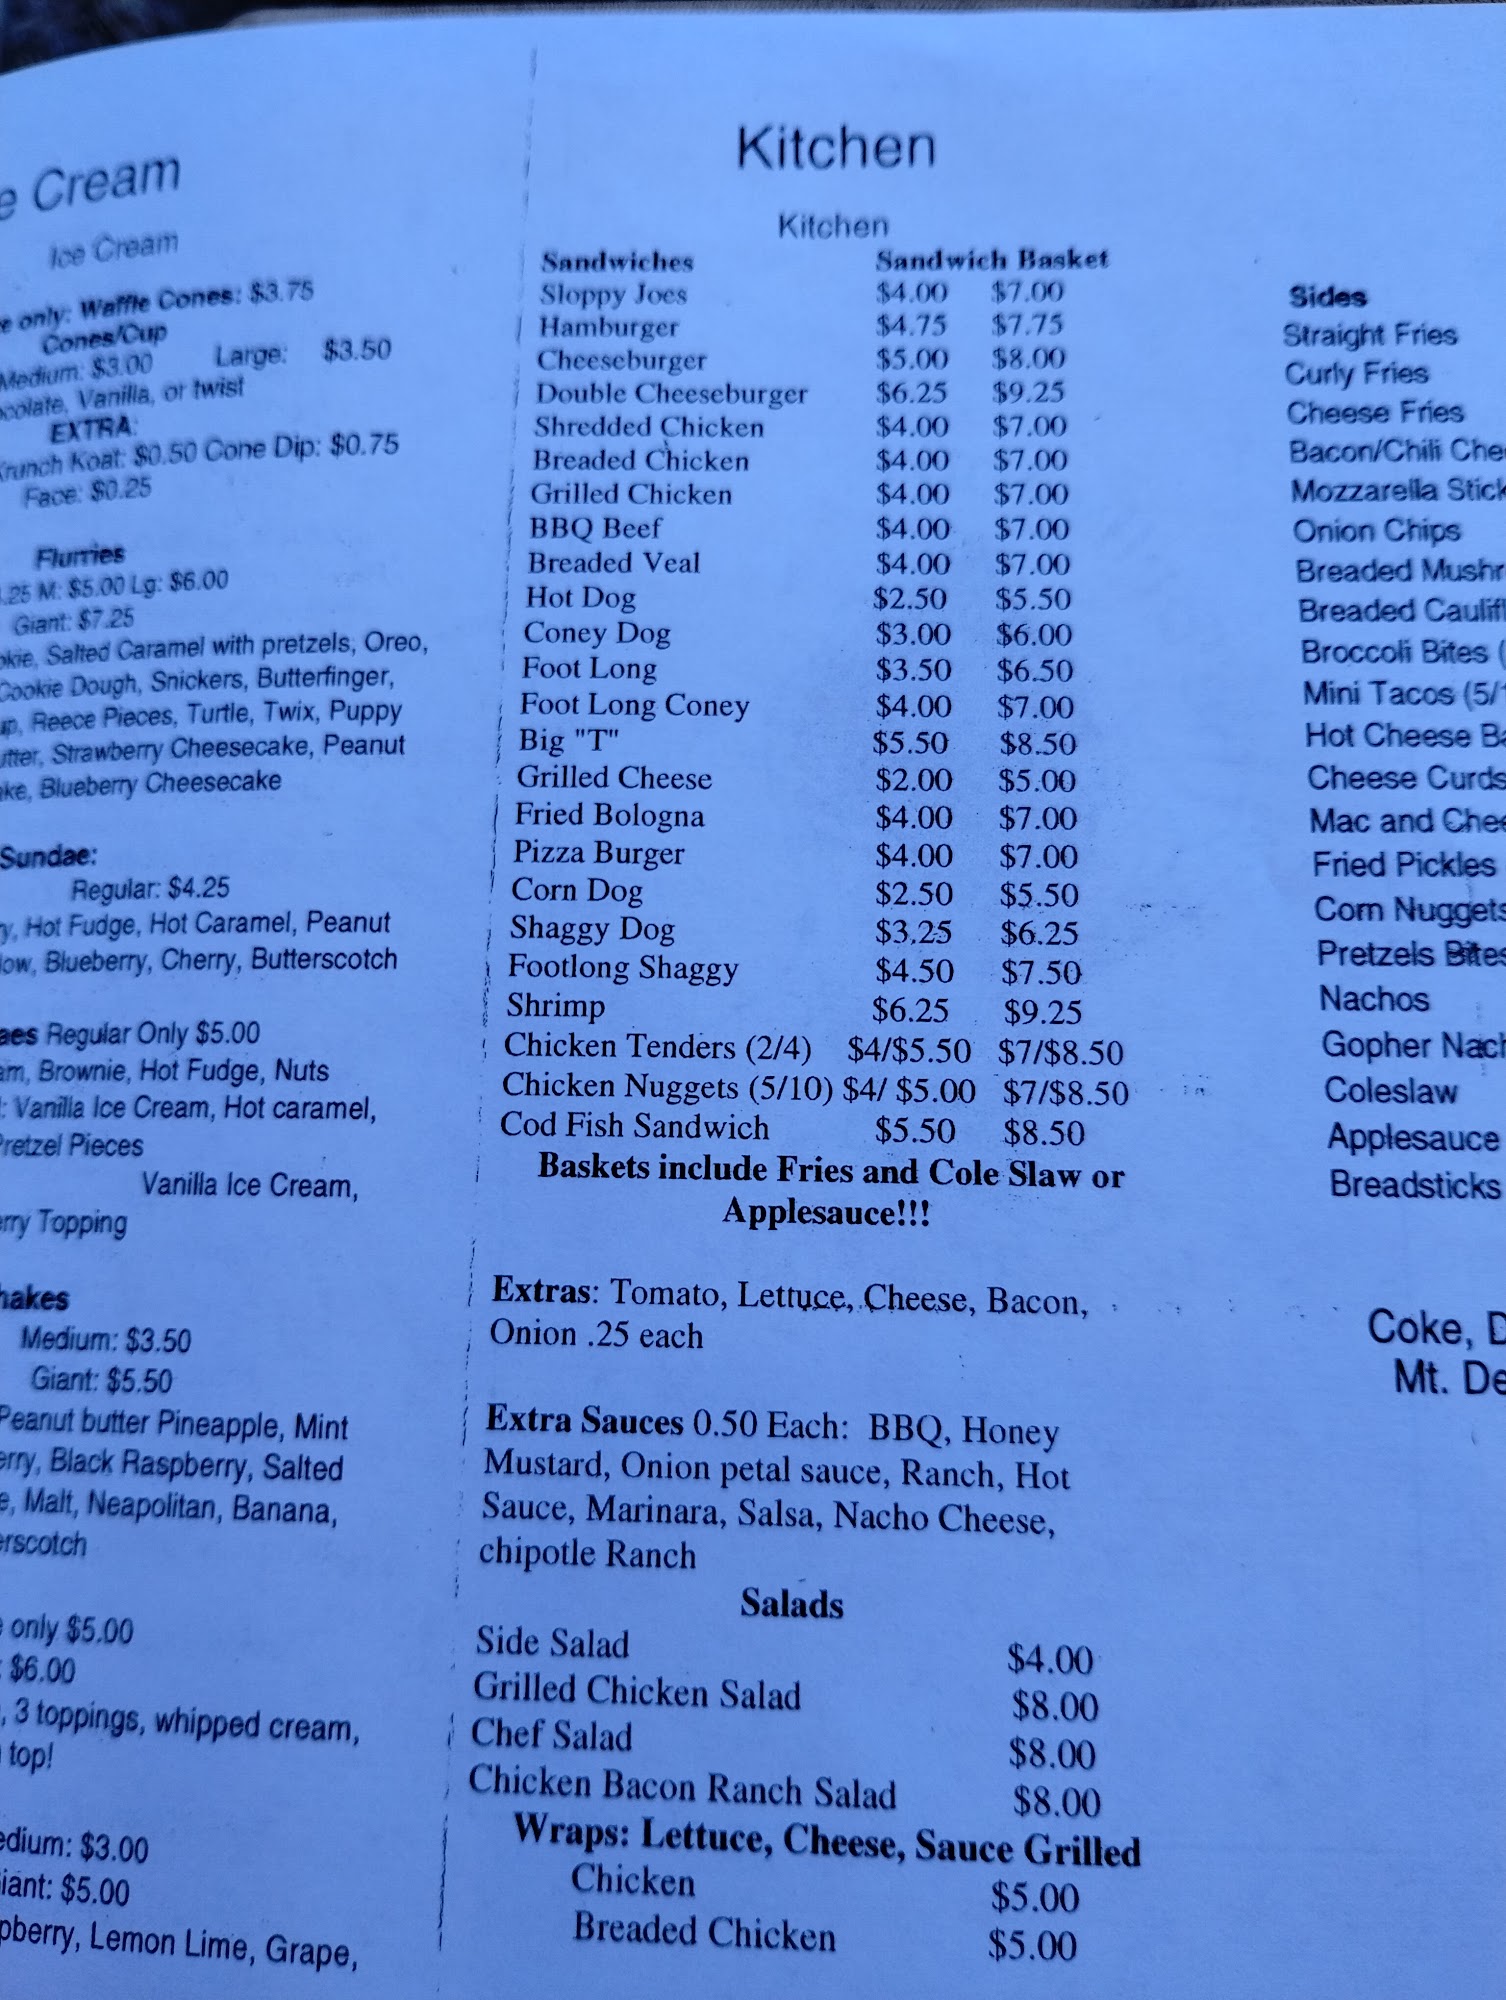 Cream
Ice Cream
only: Waffle Cones: $3.75
Cones/Cup
Medium: $3.00 Large: $3.50
Vanilla, or twist
EXTRA:
Koat: $0.50 Cone Dip: $0.75
Face: $0.25
Flurries
.25 M: $5.00 Lg: $6.00
Giant: $7.25
Salted Caramel with pretzels, Oreo,
Cookie Dough, Snickers, Butterfinger,
Reece Pieces, Turtle, Twix, Puppy
Strawberry Cheesecake, Peanut
Blueberry Cheesecake
Sundae:
Regular: $4.25
Hot Fudge, Hot Caramel, Peanut
Blueberry, Cherry, Butterscotch
Regular Only $5.00
Brownie, Hot Fudge, Nuts
: Vanilla Ice Cream, Hot caramel,
Pretzel Pieces
Vanilla Ice Cream,
Topping
hakes
Medium: $3.50
Giant: $5.50
Peanut butter Pineapple, Mint
Black Raspberry, Salted
Malt, Neapolitan, Banana,
erscotch
only $5.00
$6.00
, 3 toppings, whipped cream,
top!
edium: $3.00
iant: $5.00
pberry, Lemon Lime, Grape,
Kitchen
Kitchen
Sandwiches Sandwich Basket
Sloppy Joes $4.00 $7.00
Hamburger $4.75 $7.75
Cheeseburger $5.00 $8.00
Double Cheeseburger $6.25 $9.25
Shredded Chicken $4.00 $7.00
Breaded Chicken $4.00 $7.00
Grilled Chicken $4.00 $7.00
BBQ Beef $4.00 $7.00
Breaded Veal $4.00 $7.00
Hot Dog $2.50 $5.50
Coney Dog $3.00 $6.00
Foot Long $3.50 $6.50
Foot Long Coney $4.00 $7.00
Big "T" $5.50 $8.50
Grilled Cheese $2.00 $5.00
Fried Bologna $4.00 $7.00
Pizza Burger $4.00 $7.00
Corn Dog $2.50 $5.50
Shaggy Dog $3.25 $6.25
Footlong Shaggy $4.50 $7.50
Shrimp $6.25 $9.25
Chicken Tenders (2/4) $4/$5.50 $7/$8.50
Chicken Nuggets (5/10) $4/ $5.00 $7/$8.50
Cod Fish Sandwich $5.50 $8.50
Baskets include Fries and Cole Slaw or
Applesauce!!!
Extras: Tomato, Lettuce, Cheese, Bacon,
Onion .25 each
Extra Sauces 0.50 Each: BBQ, Honey
Mustard, Onion petal sauce, Ranch, Hot
Sauce, Marinara, Salsa, Nacho Cheese,
chipotle Ranch
Salads
Side Salad $4.00
Grilled Chicken Salad $8.00
Chef Salad $8.00
Chicken Bacon Ranch Salad $8.00
Wraps: Lettuce, Cheese, Sauce Grilled
Chicken $5.00
Breaded Chicken $5.00
Sides
Straight Fries
Curly Fries
Cheese Fries
Bacon/Chili Chee
Mozzarella Stick
Onion Chips
Breaded Mushr
Breaded Caulifl
Broccoli Bites (
Mini Tacos (5/1
Hot Cheese Ba
Cheese Curds
Mac and Chee
Fried Pickles
Corn Nuggets
Pretzels Bites
Nachos
Gopher Nach
Coleslaw
Applesauce
Breadsticks
Coke, D
Mt. De